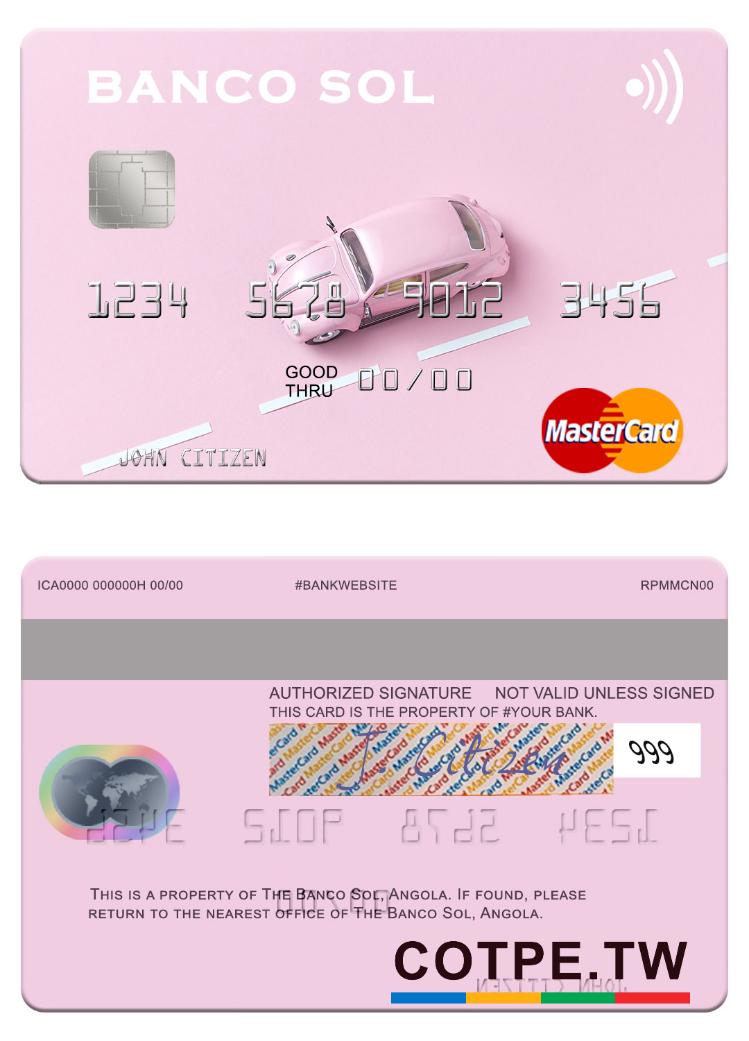 BANCO SOL
1234 5678 9012 3456
GOOD
THRU 00/00
JOHN CITIZEN
MasterCard
ICA0000 000000H 00/00 #BANKWEBSITE RPMMCN00
AUTHORIZED SIGNATURE NOT VALID UNLESS SIGNED
THIS CARD IS THE PROPERTY OF #YOUR BANK.
J Citizen 999
THIS IS A PROPERTY OF THE BANCO SOL, ANGOLA. IF FOUND, PLEASE
RETURN TO THE NEAREST OFFICE OF THE BANCO SOL, ANGOLA.
COTPE.TW